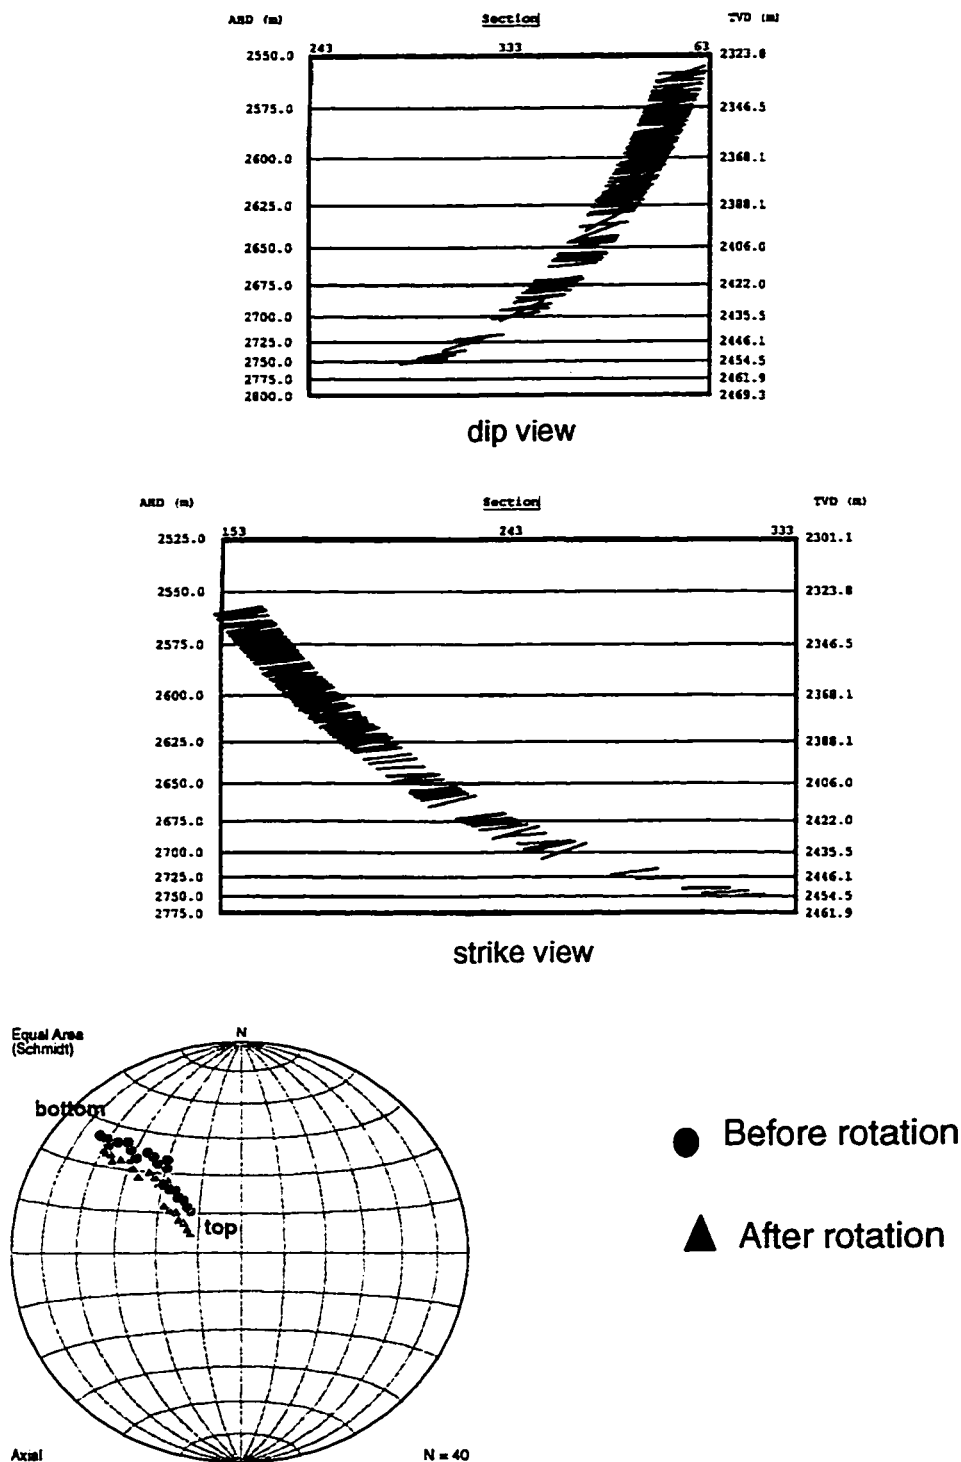 AHD (m) Section TVD (m)
243 333 63
2550.0 2323.8
2575.0 2346.5
2600.0 2368.1
2625.0 2388.1
2650.0 2406.0
2675.0 2422.0
2700.0 2435.5
2725.0 2446.1
2750.0 2454.5
2775.0 2461.9
2800.0 2469.3
dip view
AHD (m) Section TVD (m)
153 243 333
2525.0 2301.1
2550.0 2323.8
2575.0 2346.5
2600.0 2368.1
2625.0 2388.1
2650.0 2406.0
2675.0 2422.0
2700.0 2435.5
2725.0 2446.1
2750.0 2454.5
2775.0 2461.9
strike view
Equal Area
(Schmidt)
N
bottom
top
Before rotation
After rotation
Axial N = 40